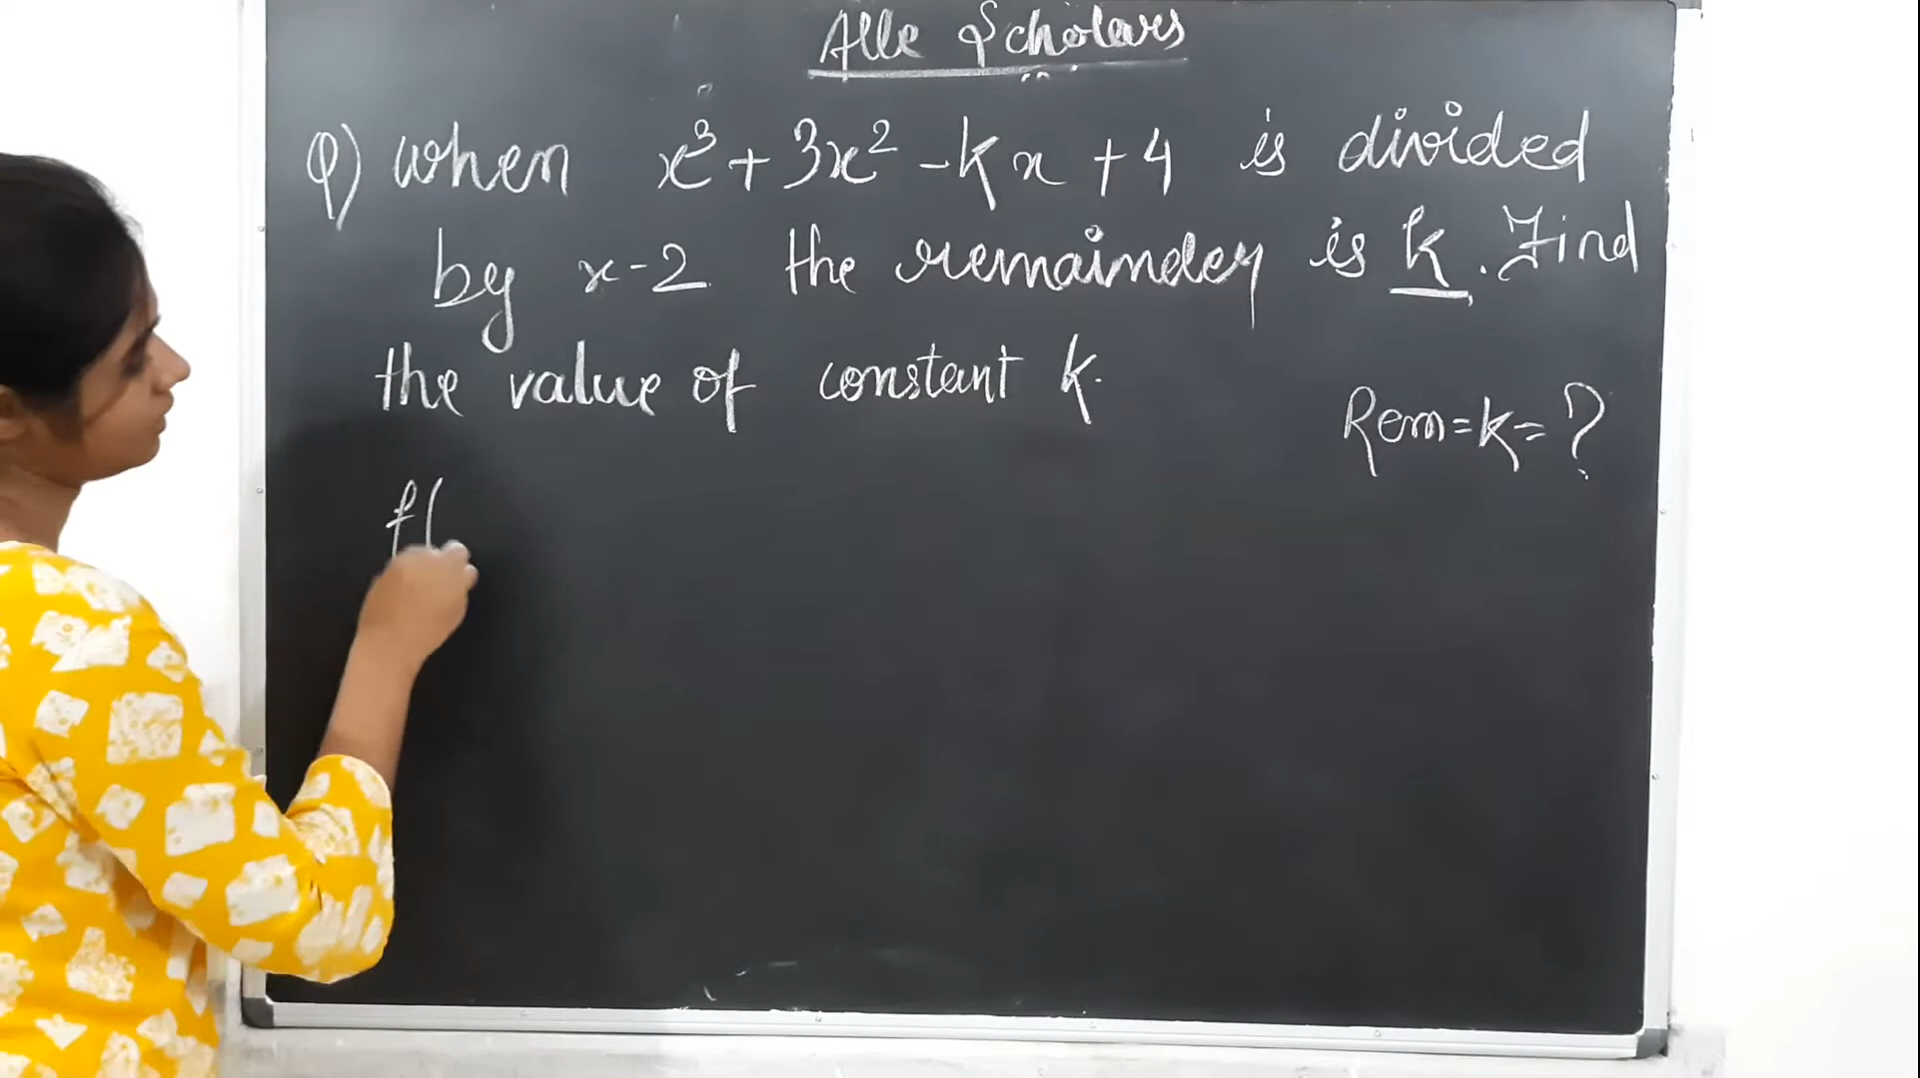 Alle Scholars
Q) when x³ + 3x² - kx + 4 is divided
by x-2 the remainder is k. Find
the value of constant k.
Rem = k = ?
f(